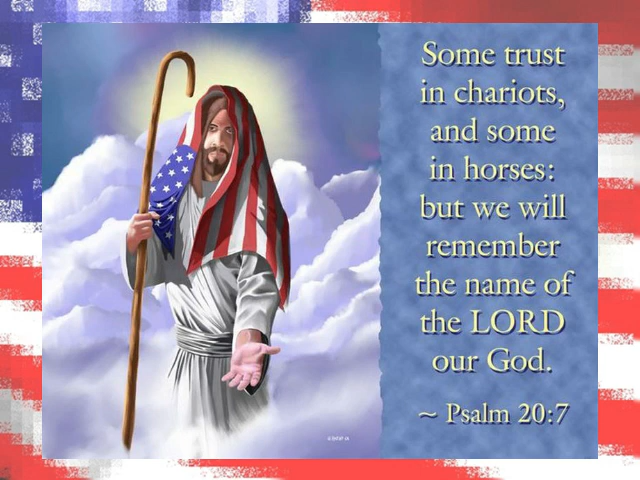 Some trust
in chariots,
and some
in horses:
but we will
remember
the name of
the LORD
our God.
~ Psalm 20:7